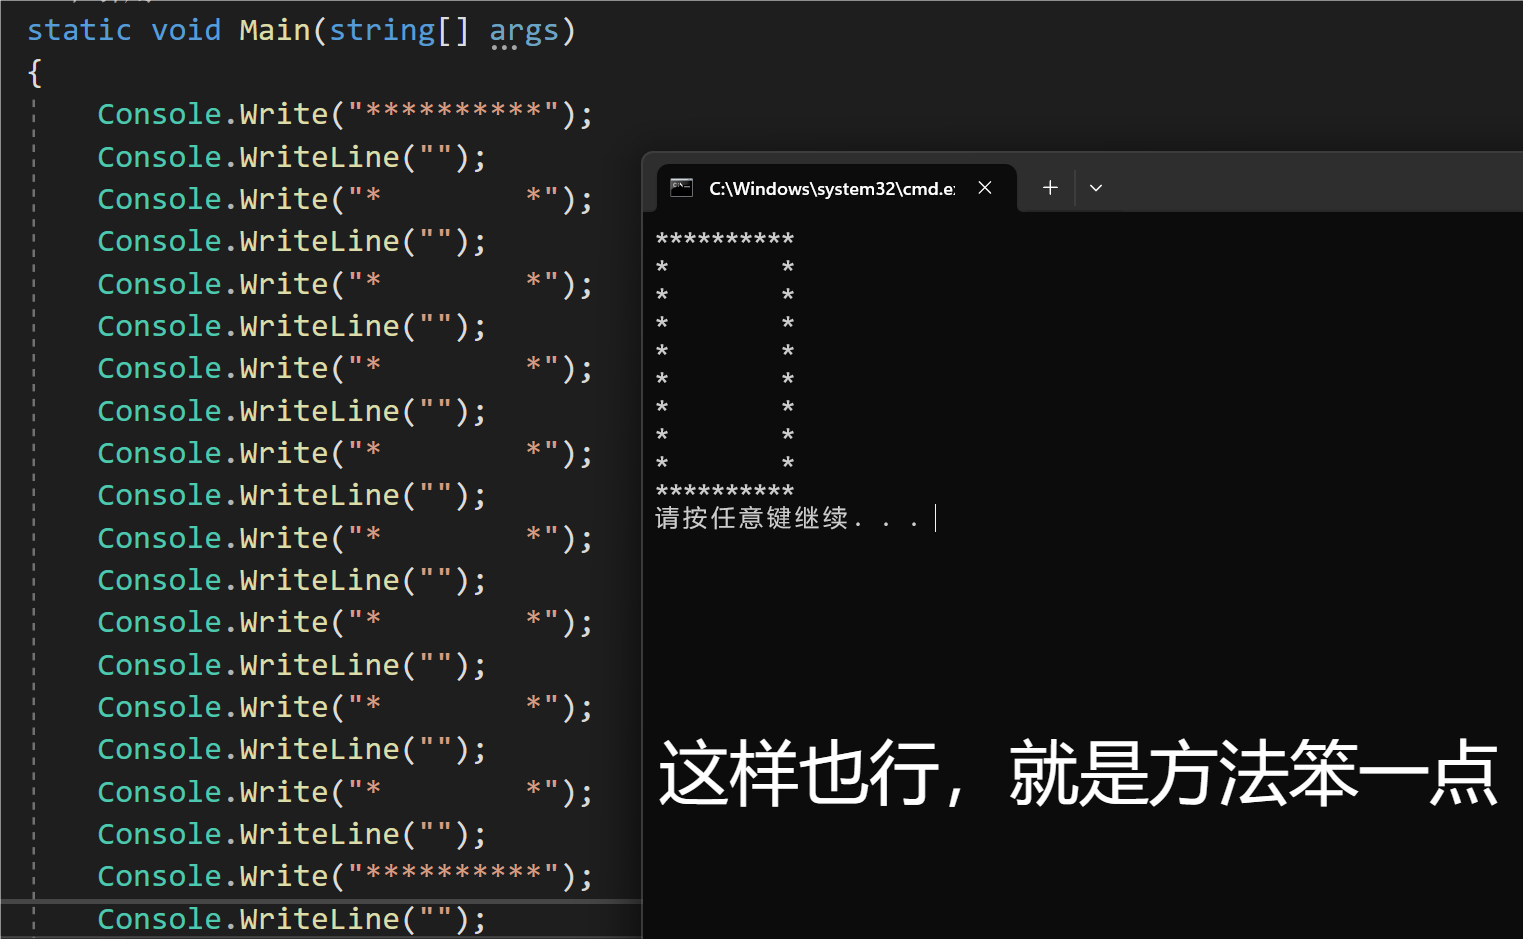 static void Main(string[] args)
{
    Console.Write("**********");
    Console.WriteLine("");
    Console.Write("*        *");
    Console.WriteLine("");
    Console.Write("*        *");
    Console.WriteLine("");
    Console.Write("*        *");
    Console.WriteLine("");
    Console.Write("*        *");
    Console.WriteLine("");
    Console.Write("*        *");
    Console.WriteLine("");
    Console.Write("*        *");
    Console.WriteLine("");
    Console.Write("*        *");
    Console.WriteLine("");
    Console.Write("*        *");
    Console.WriteLine("");
    Console.Write("**********");
    Console.WriteLine("");
C:\Windows\system32\cmd.e
**********
*        *
*        *
*        *
*        *
*        *
*        *
*        *
*        *
**********
请按任意键继续. . .
这样也行，就是方法笨一点